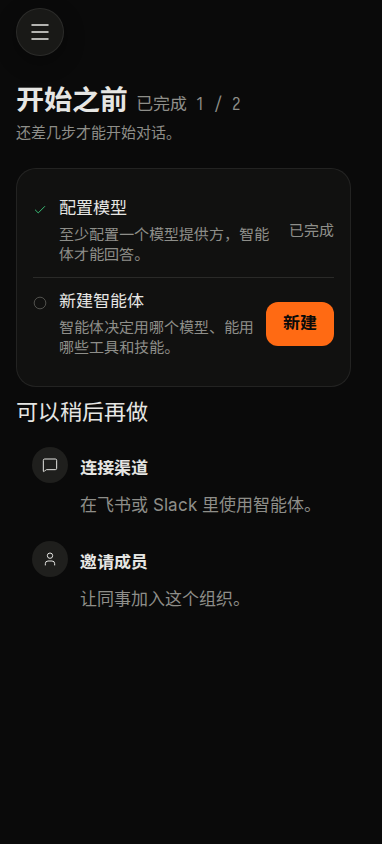 开始之前 已完成 1 / 2
还差几步才能开始对话。
配置模型
至少配置一个模型提供方，智能
体才能回答。
已完成
新建智能体
智能体决定用哪个模型、能用
哪些工具和技能。
新建
可以稍后再做
连接渠道
在飞书或 Slack 里使用智能体。
邀请成员
让同事加入这个组织。